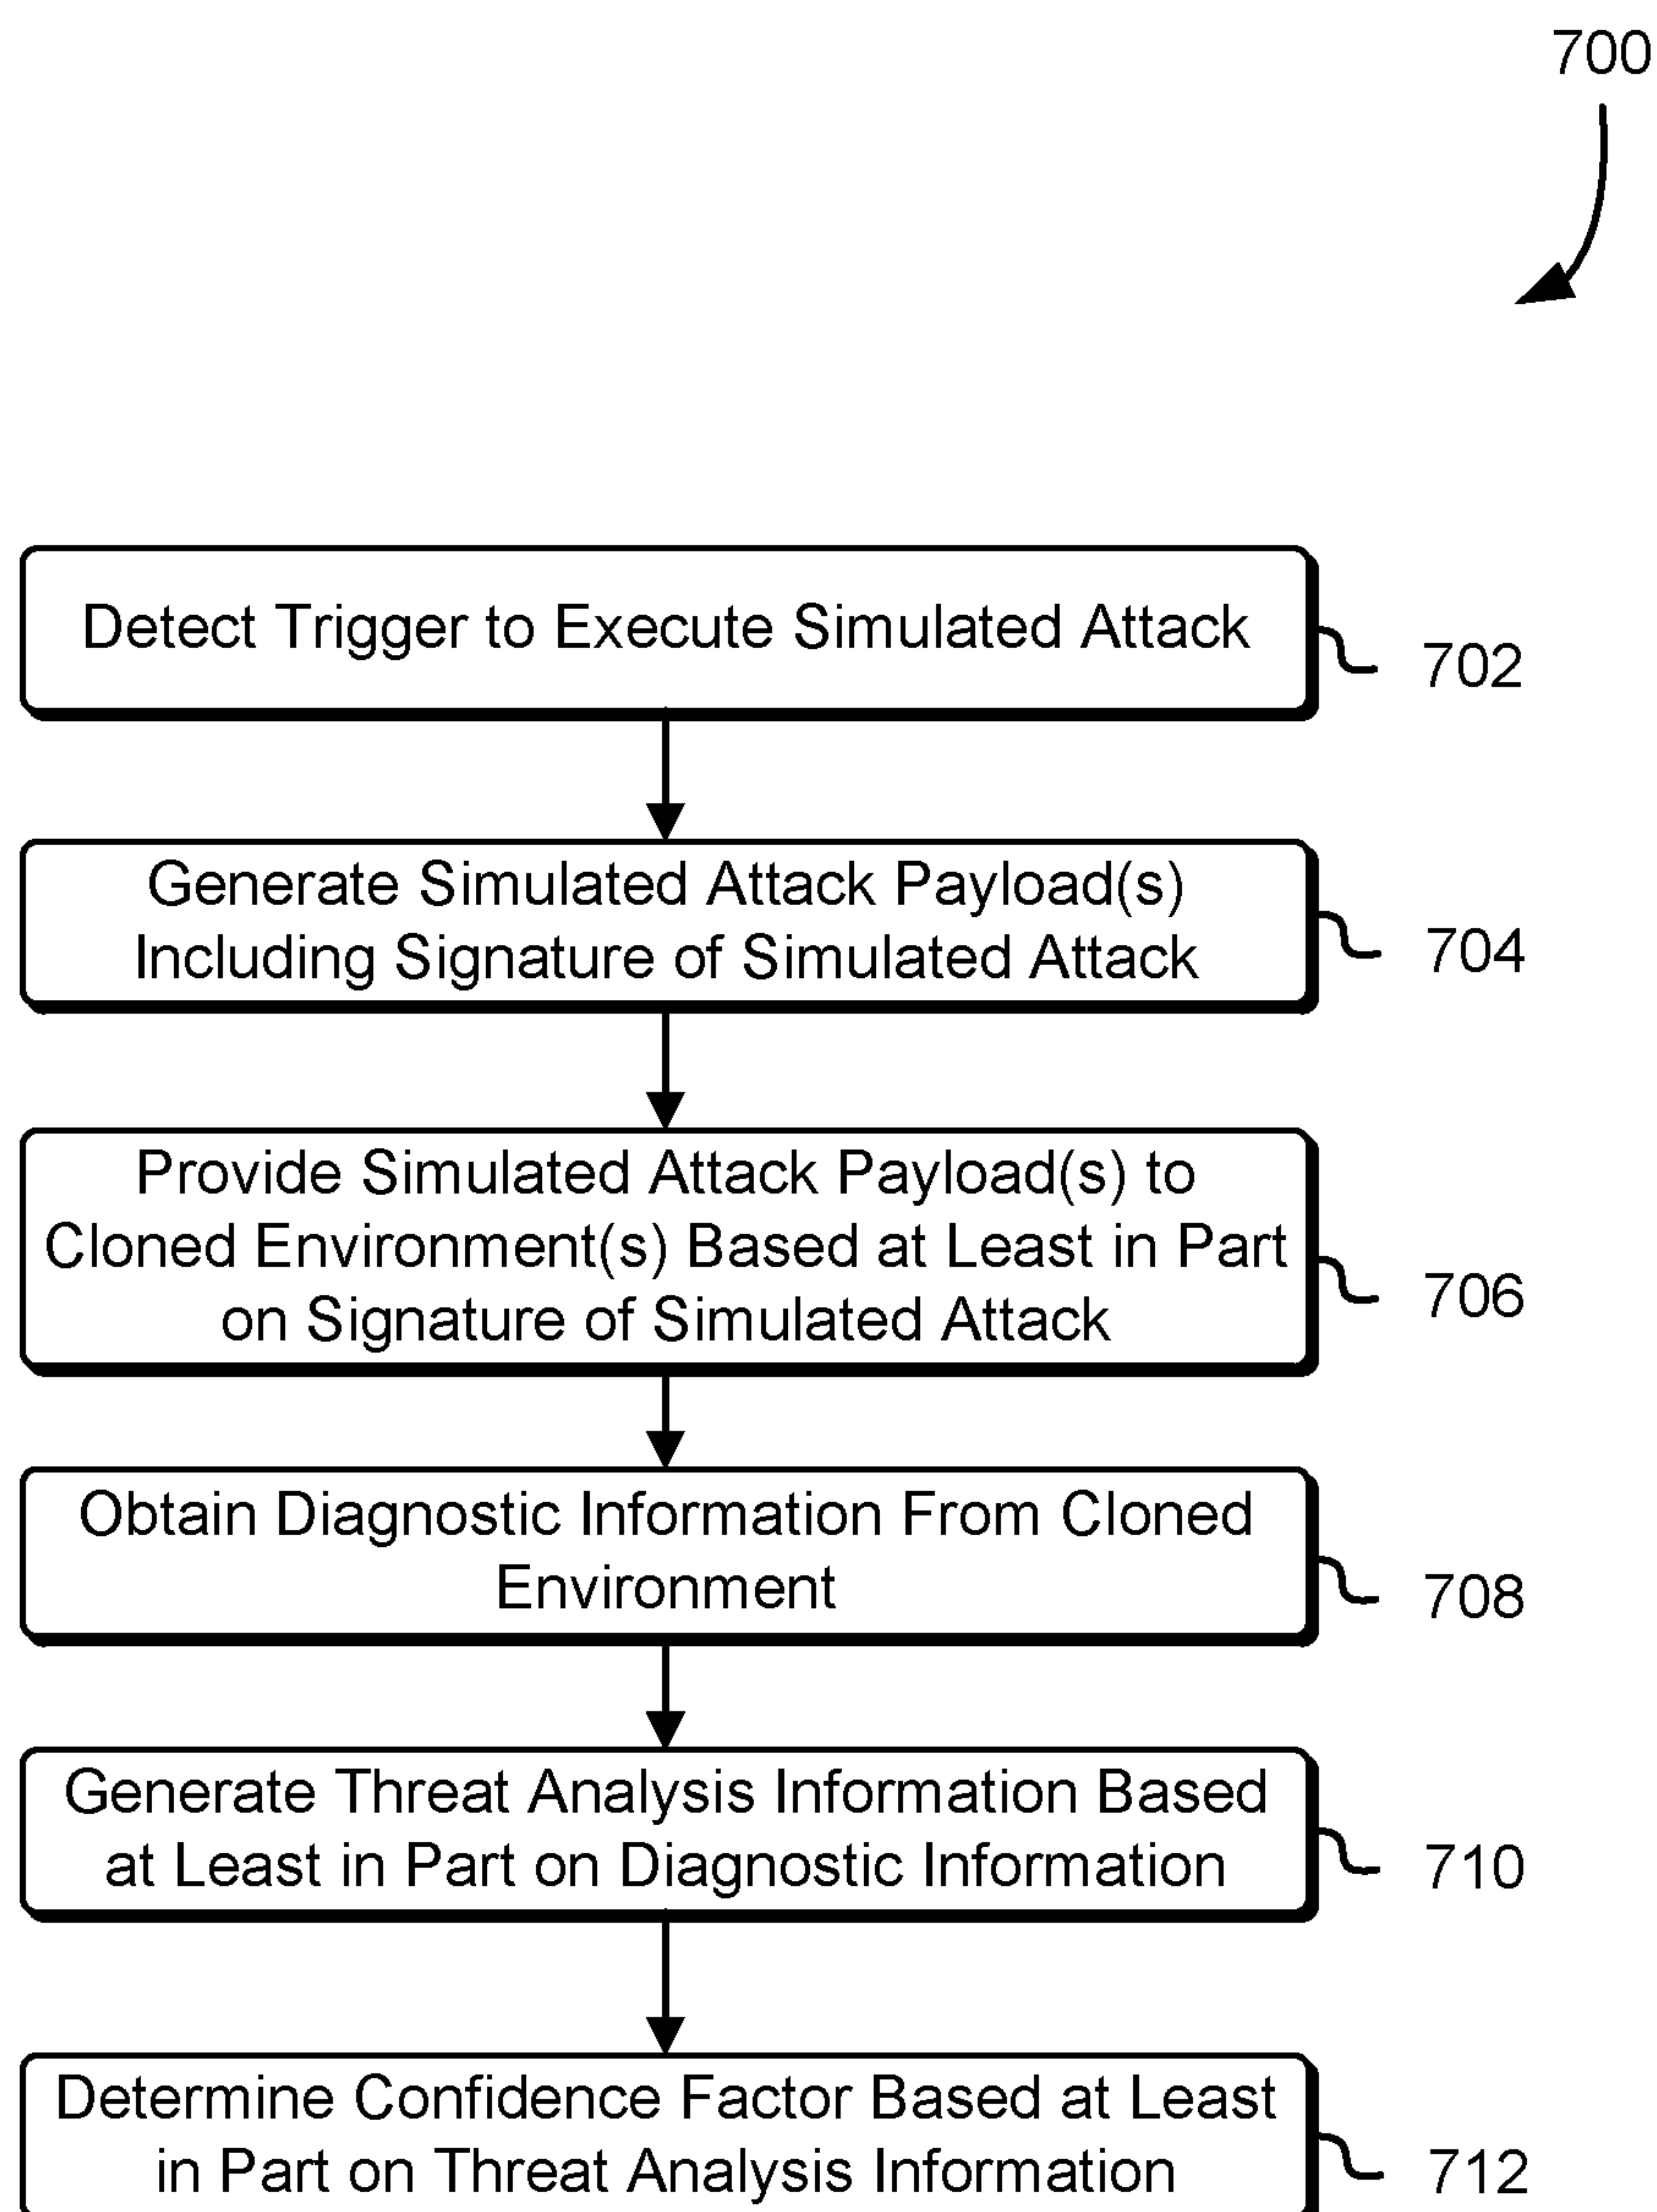 700
Detect Trigger to Execute Simulated Attack
702
Generate Simulated Attack Payload(s)
Including Signature of Simulated Attack
704
Provide Simulated Attack Payload(s) to
Cloned Environment(s) Based at Least in Part
on Signature of Simulated Attack
706
Obtain Diagnostic Information From Cloned
Environment
708
Generate Threat Analysis Information Based
at Least in Part on Diagnostic Information
710
Determine Confidence Factor Based at Least
in Part on Threat Analysis Information
712